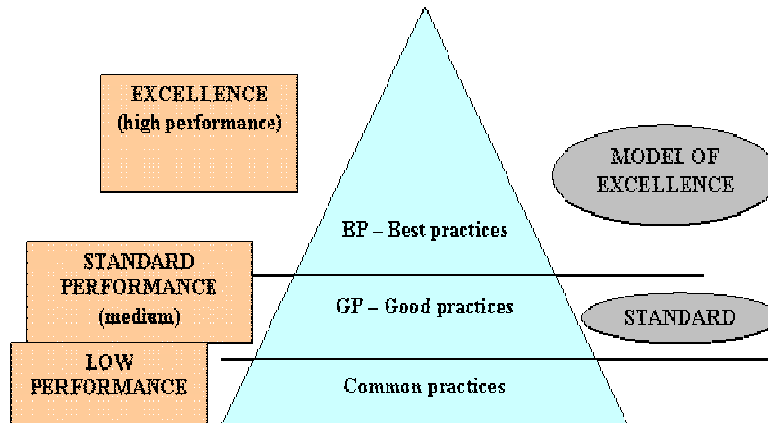 EXCELLENCE
(high performance)
MODEL OF
EXCELLENCE
BP – Best practices
STANDARD
PERFORMANCE
(medium)
GP – Good practices
STANDARD
LOW
PERFORMANCE
Common practices